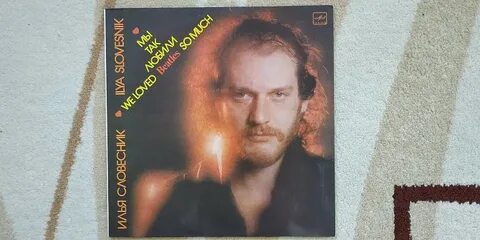 МЫ
ТАК
ЛЮБИЛИ
WE LOVED Beatles SO MUCH
ИЛЬЯ СЛОВЕСНИК
ILYA SLOVESNIK